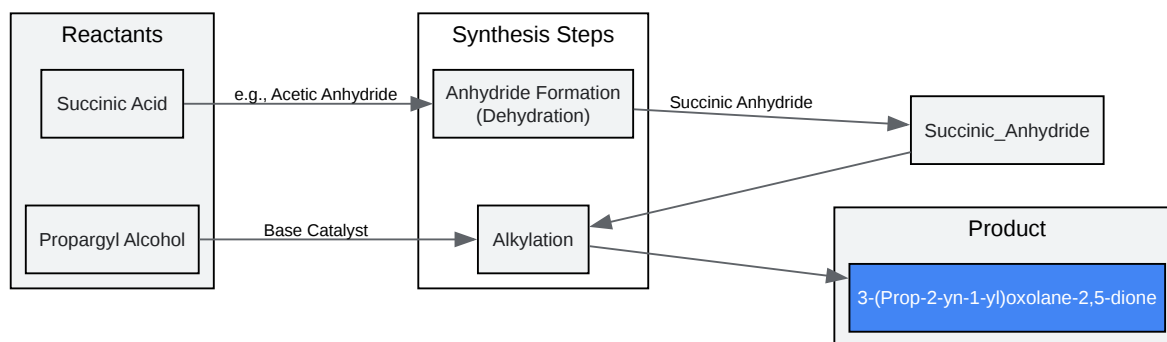 Reactants
Synthesis Steps
Succinic Acid
e.g., Acetic Anhydride
Anhydride Formation
(Dehydration)
Succinic Anhydride
Succinic_Anhydride
Propargyl Alcohol
Base Catalyst
Alkylation
Product
3-(Prop-2-yn-1-yl)oxolane-2,5-dione